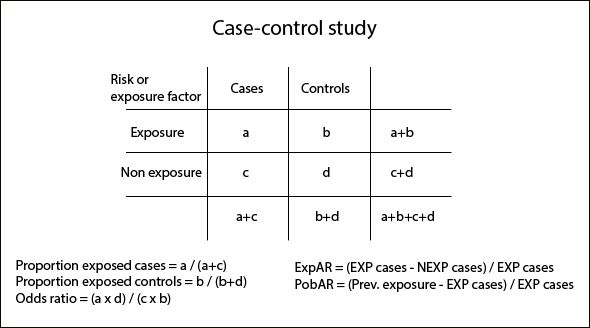 Case-control study
Risk or
exposure factor Cases Controls
Exposure a b a+b
Non exposure c d c+d
a+c b+d a+b+c+d
Proportion exposed cases = a / (a+c)
Proportion exposed controls = b / (b+d)
Odds ratio = (a x d) / (c x b)
ExpAR = (EXP cases - NEXP cases) / EXP cases
PobAR = (Prev. exposure - EXP cases) / EXP cases